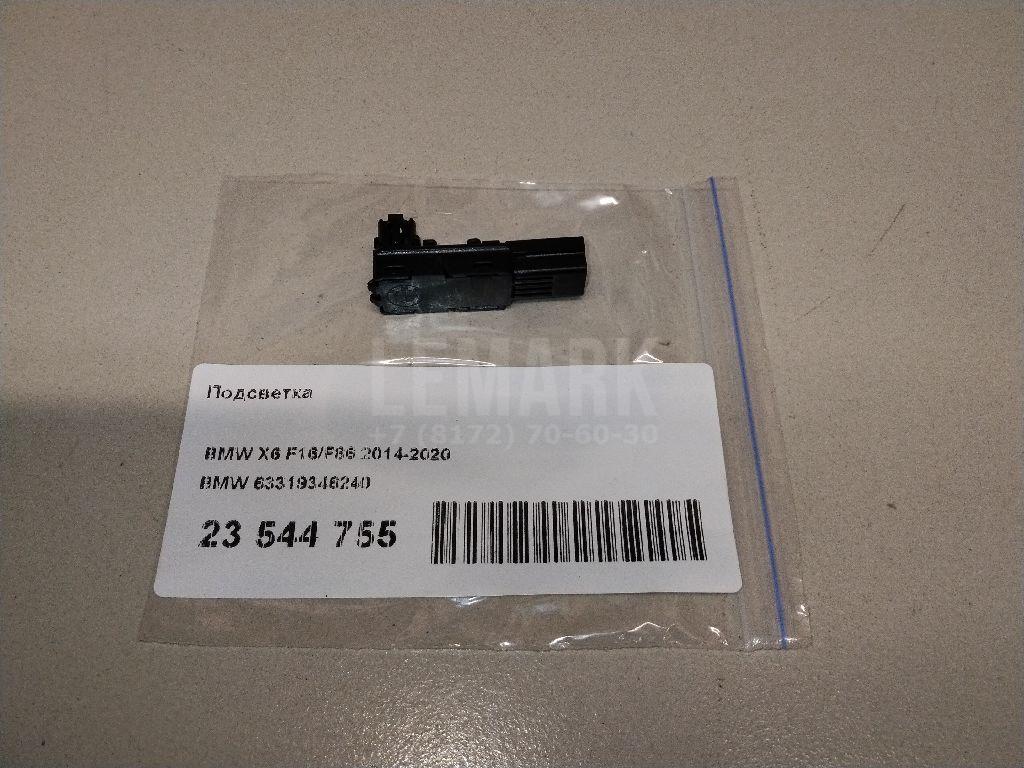 LEMARK
+7 (8172) 70-60-30
Подсветка
BMW X6 F16/F86 2014-2020
BMW 63319346240
23 544 755